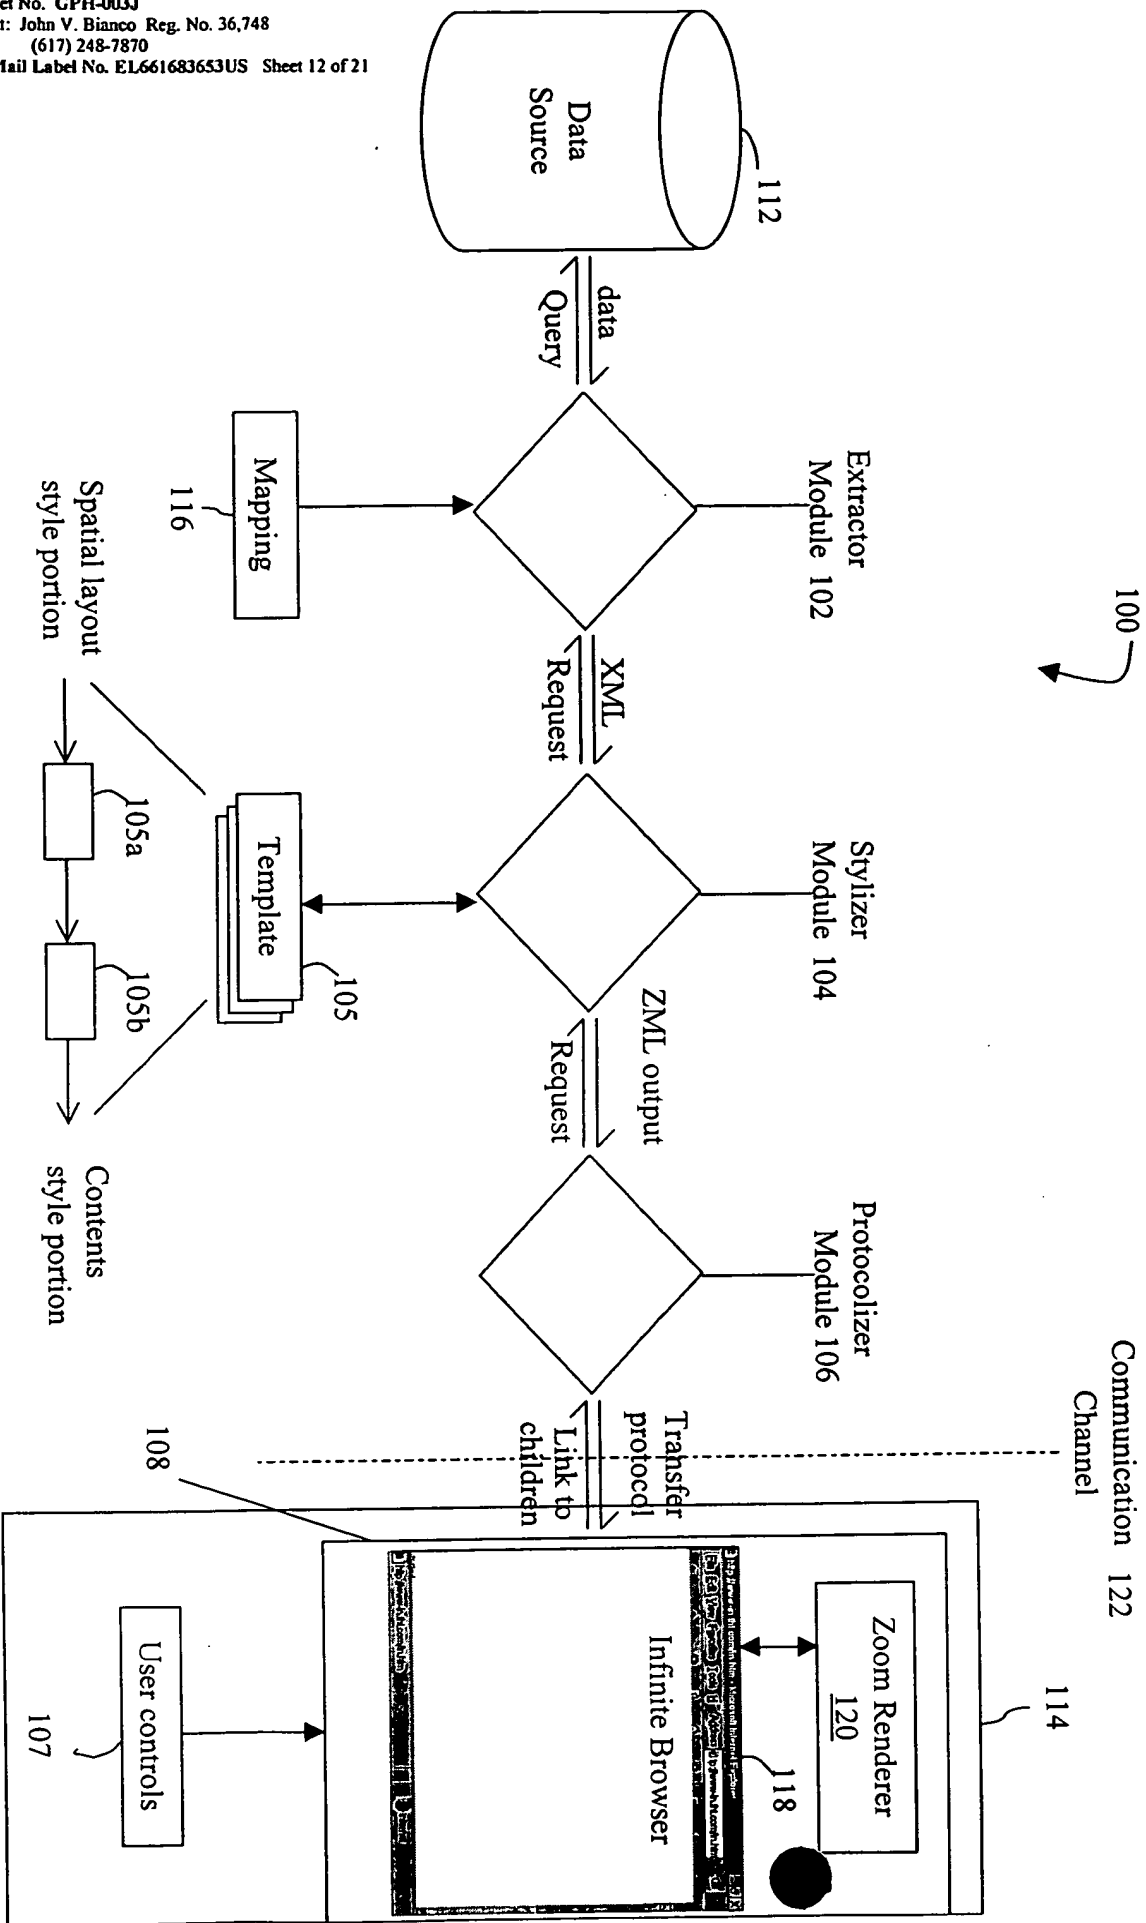 et No. GPH-003J
t: John V. Bianco Reg. No. 36,748
(617) 248-7870
Mail Label No. EL661683653US Sheet 12 of 21
100
Communication 122
Channel
Extractor
Module 102
Stylizer
Module 104
Protocolizer
Module 106
112
Data
Source
data
Query
XML
Request
ZML output
Request
Transfer
protocol
Link to
children
114
Zoom Renderer
120
118
Infinite Browser
108
User controls
107
Mapping
116
Template
105
Spatial layout
style portion
105a
105b
Contents
style portion